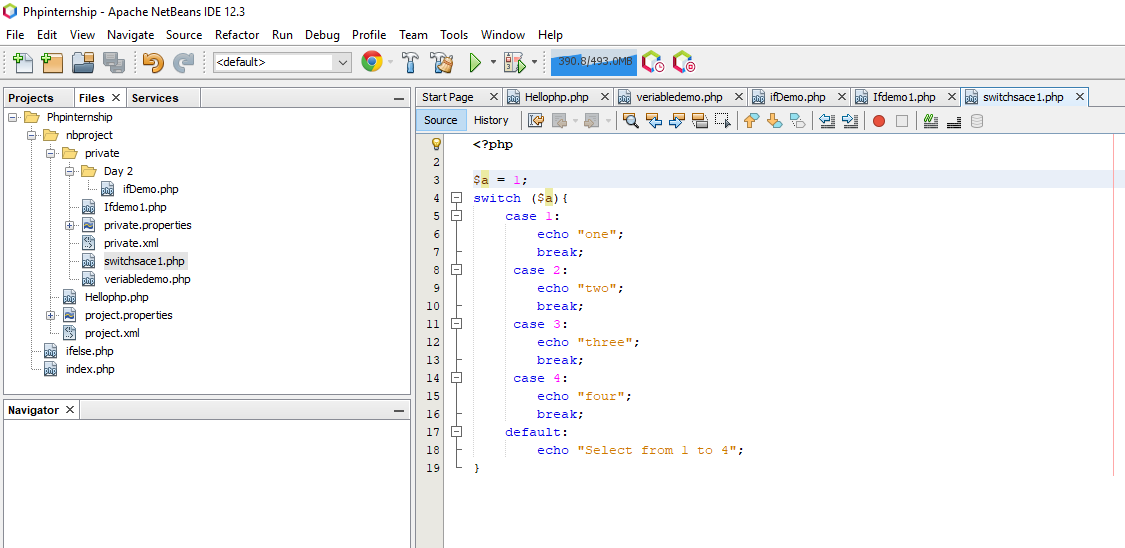 Phpinternship - Apache NetBeans IDE 12.3
File Edit View Navigate Source Refactor Run Debug Profile Team Tools Window Help
<default> 390.8/493.0MB
Projects Files Services
Phpinternship
nbproject
private
Day 2
ifDemo.php
Ifdemo1.php
private.properties
private.xml
switchsace1.php
veriabledemo.php
Hellophp.php
project.properties
project.xml
ifelse.php
index.php
Navigator
Start Page Hellophp.php veriabledemo.php ifDemo.php Ifdemo1.php switchsace1.php
Source History
<?php
2
3 $a = 1;
4 switch ($a){
5 case 1:
6 echo "one";
7 break;
8 case 2:
9 echo "two";
10 break;
11 case 3:
12 echo "three";
13 break;
14 case 4:
15 echo "four";
16 break;
17 default:
18 echo "Select from 1 to 4";
19 }